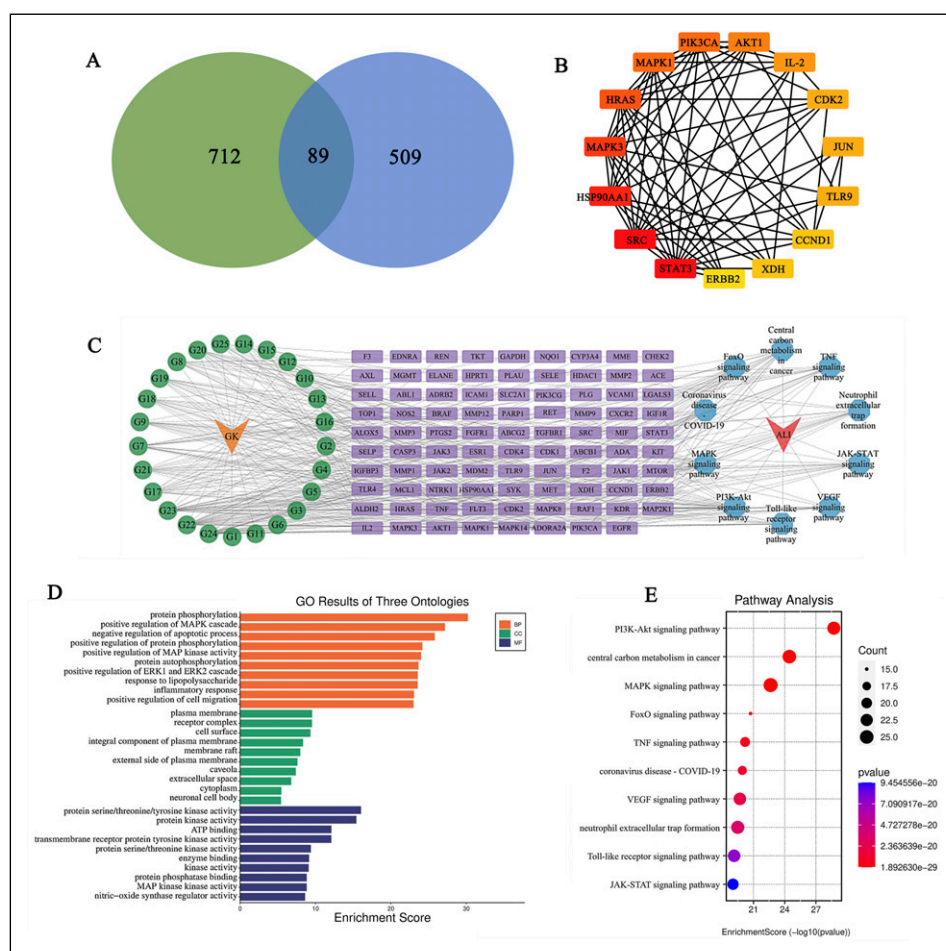 A
712
89
509
B
PIK3CA
AKT1
MAPK1
IL-2
HRAS
CDK2
MAPK3
JUN
HSP90AA1
TLR9
SRC
CCND1
STAT3
ERBB2
XDH
C
G25
G14
G20
G15
G8
G12
G19
G10
G18
G13
G9
G16
G7
G2
G21
G4
G17
G5
G23
G3
G22
G6
G24
G1
G11
GK
F3 EDNRA REN TKT GAPDH NQO1 CYP3A4 MME CHEK2
AXL MGMT ELANE HPRT1 PLAU SELE HDAC1 MMP2 ACE
SELL ABL1 ADRB2 ICAM1 SLC2A1 PIK3CG PLG VCAM1 LGALS3
TOP1 NOS2 BRAF MMP12 PARP1 RET MMP9 CXCR2 IGF1R
ALOX5 MMP3 PTGS2 FGFR1 ABCG2 TGFBR1 SRC MIF STAT3
SELP CASP3 JAK3 ESR1 CDK4 CDK1 ABCB1 ADA KIT
IGFBP3 MMP1 JAK2 MDM2 TLR9 JUN F2 JAK1 MTOR
TLR4 MCL1 NTRK1 HSP90AA1 SYK MET XDH CCND1 ERBB2
ALDH2 HRAS TNF FLT3 CDK2 MAPK8 RAF1 KDR MAP2K1
IL2 MAPK3 AKT1 MAPK1 MAPK14 ADORA2A PIK3CA EGFR
Central
carbon
metabolism
in
cancer
FoxO
signaling
pathway
TNF
signaling
pathway
Coronavirus
disease
- COVID-19
Neutrophil
extracellular
trap
formation
ALI
MAPK
signaling
pathway
JAK-STAT
signaling
pathway
PI3K-Akt
signaling
pathway
Toll-like
receptor
signaling
pathway
VEGF
signaling
pathway
D
GO Results of Three Ontologies
protein phosphorylation
positive regulation of MAPK cascade
negative regulation of apoptotic process
positive regulation of protein phosphorylation
positive regulation of MAP kinase activity
protein autophosphorylation
positive regulation of ERK1 and ERK2 cascade
response to lipopolysaccharide
inflammatory response
positive regulation of cell migration
plasma membrane
receptor complex
cell surface
integral component of plasma membrane
membrane raft
external side of plasma membrane
caveola
extracellular space
cytoplasm
neuronal cell body
protein serine/threonine/tyrosine kinase activity
protein kinase activity
ATP binding
transmembrane receptor protein tyrosine kinase activity
protein serine/threonine kinase activity
enzyme binding
kinase activity
protein phosphatase binding
MAP kinase kinase activity
nitric-oxide synthase regulator activity
BP
CC
MF
0 10 20 30
Enrichment Score
E
Pathway Analysis
PI3K-Akt signaling pathway
central carbon metabolism in cancer
MAPK signaling pathway
FoxO signaling pathway
TNF signaling pathway
coronavirus disease - COVID-19
VEGF signaling pathway
neutrophil extracellular trap formation
Toll-like receptor signaling pathway
JAK-STAT signaling pathway
21 24 27
EnrichmentScore (-log10(pvalue))
Count
15.0
17.5
20.0
22.5
25.0
pvalue
9.454556e-20
7.090917e-20
4.727278e-20
2.363639e-20
1.892630e-29